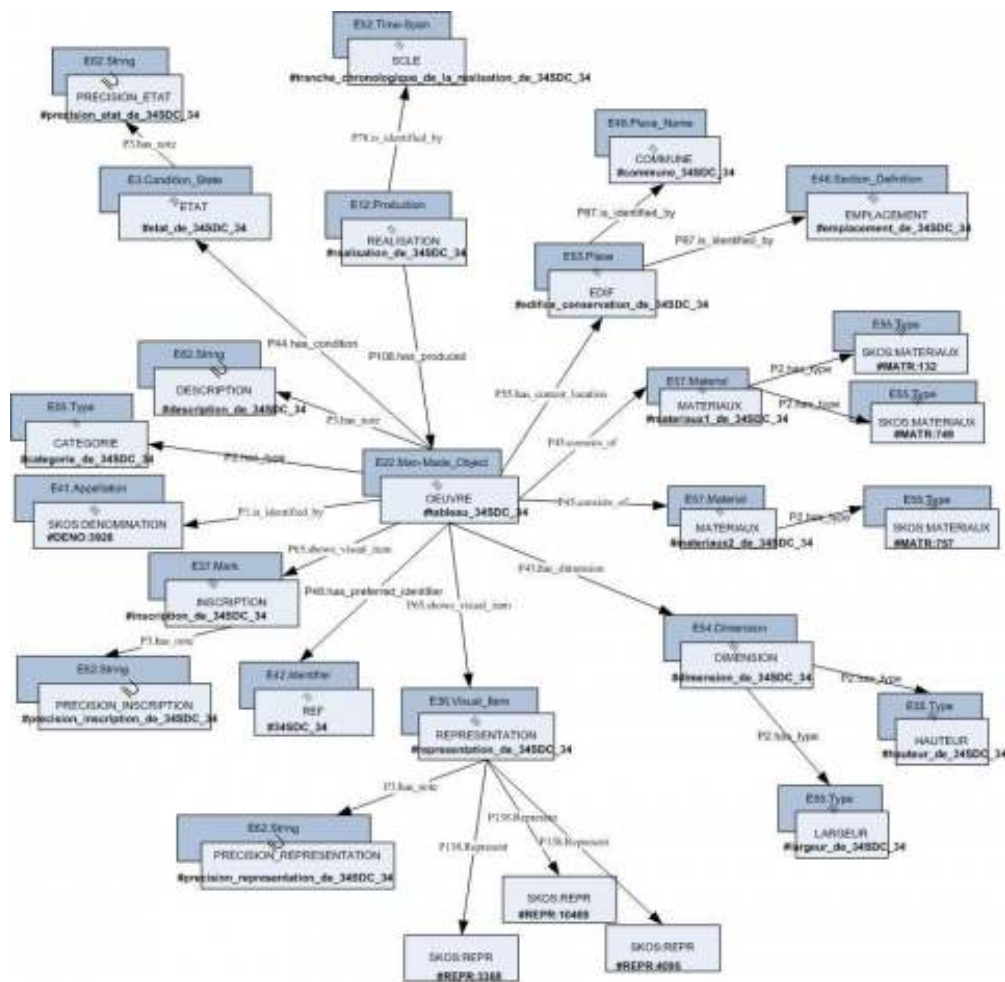 E52.Time-Span
SCLE
#tranche_chronologique_de_la_realisation_de_34SDC_34
E62.String
PRECISION_ETAT
#precision_etat_de_34SDC_34
P78.is_identified_by
P3.has_note
E48.Place_Name
COMMUNE
#commune_34SDC_34
E3.Condition_State
ETAT
#etat_de_34SDC_34
E12.Production
REALISATION
#realisation_de_34SDC_34
E46.Section_Definition
EMPLACEMENT
#emplacement_de_34SDC_34
P87.is_identified_by
P87.is_identified_by
E53.Place
EDIF
#edifice_conservation_de_34SDC_34
P44.has_condition
P108.has_produced
P55.has_current_location
E62.String
DESCRIPTION
#description_de_34SDC_34
P3.has_note
E55.Type
SKOS:MATERIAUX
#MATR:132
P2.has_type
E57.Material
MATERIAUX
#materiaux1_de_34SDC_34
P2.has_type
E55.Type
SKOS:MATERIAUX
#MATR:749
P45.consists_of
E55.Type
CATEGORIE
#categorie_de_34SDC_34
P2.has_type
E22.Man-Made_Object
OEUVRE
#tableau_34SDC_34
E41.Appellation
SKOS:DENOMINATION
#DENO:3928
P1.is_identified_by
P45.consists_of
E57.Material
MATERIAUX
#materiaux2_de_34SDC_34
P2.has_type
E55.Type
SKOS:MATERIAUX
#MATR:757
P65.shows_visual_item
E37.Mark
INSCRIPTION
#inscription_de_34SDC_34
P48.has_preferred_identifier
P65.shows_visual_item
P43.has_dimension
P3.has_note
E62.String
PRECISION_INSCRIPTION
#precision_inscription_de_34SDC_34
E42.Identifier
REF
#34SDC_34
E54.Dimension
DIMENSION
#dimension_de_34SDC_34
P2.has_type
P2.has_type
E55.Type
HAUTEUR
#hauteur_de_34SDC_34
E36.Visual_Item
REPRESENTATION
#representation_de_34SDC_34
E55.Type
LARGEUR
#largeur_de_34SDC_34
P3.has_note
P138.Represent
P138.Represent
P138.Represent
E62.String
PRECISION_REPRESENTATION
#precision_representation_de_34SDC_34
SKOS:REPR
#REPR:10469
SKOS:REPR
#REPR:3368
SKOS:REPR
#REPR:4095